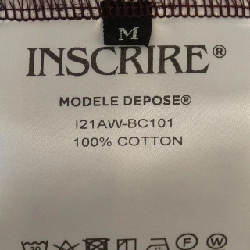 M
INSCRIRE®
MODELE DEPOSE®
I21AW-BC101
100% COTTON